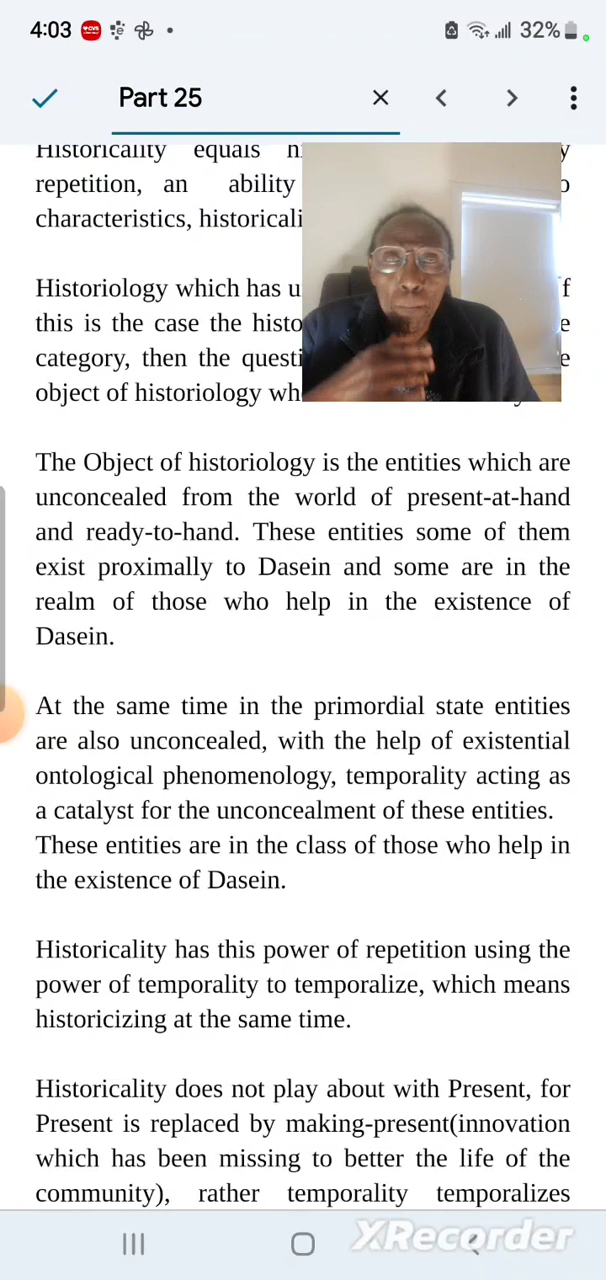 4:03
32%
Part 25
Historicality equals
repetition, an ability
characteristics,
Historiology which has
this is the case the
category, then the
object of historiology
The Object of historiology is the entities which are
unconcealed from the world of present-at-hand
and ready-to-hand. These entities some of them
exist proximally to Dasein and some are in the
realm of those who help in the existence of
Dasein.
At the same time in the primordial state entities
are also unconcealed, with the help of existential
ontological phenomenology, temporality acting as
a catalyst for the unconcealment of these entities.
These entities are in the class of those who help in
the existence of Dasein.
Historicality has this power of repetition using the
power of temporality to temporalize, which means
historicizing at the same time.
Historicality does not play about with Present, for
Present is replaced by making-present(innovation
which has been missing to better the life of the
community), rather temporality temporalizes
XRecorder